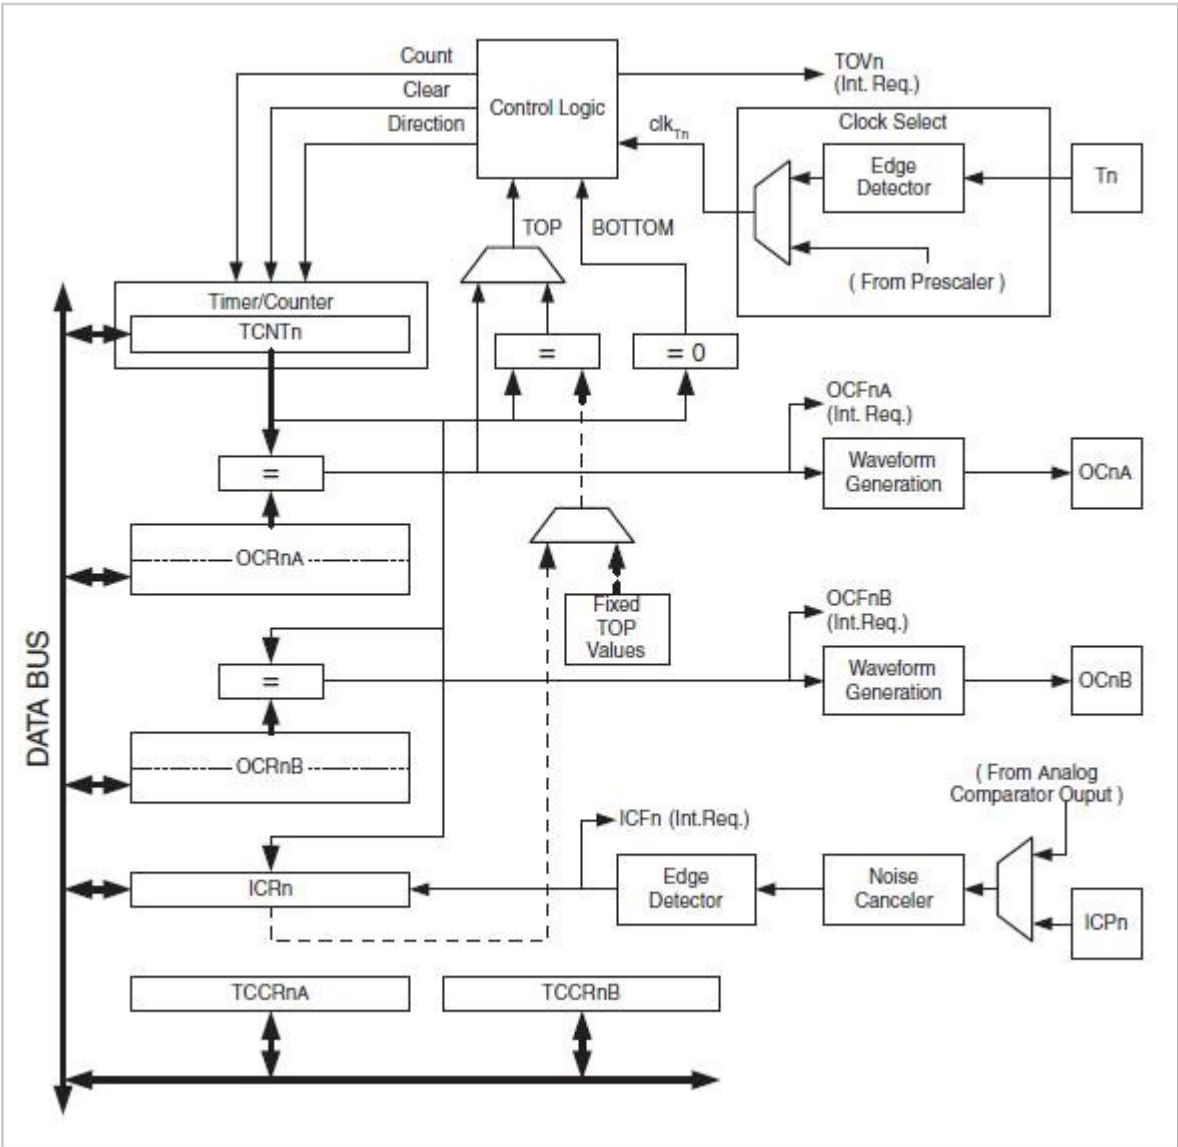 Count
Clear
Direction
Control Logic
TOVn
(Int. Req.)
clkTn
Clock Select
Edge
Detector
Tn
TOP
BOTTOM
( From Prescaler )
Timer/Counter
TCNTn
=
= 0
OCFnA
(Int. Req.)
=
Waveform
Generation
OCnA
OCRnA
Fixed
TOP
Values
OCFnB
(Int.Req.)
=
Waveform
Generation
OCnB
DATA BUS
OCRnB
( From Analog
Comparator Ouput )
ICFn (Int.Req.)
ICRn
Edge
Detector
Noise
Canceler
ICPn
TCCRnA
TCCRnB